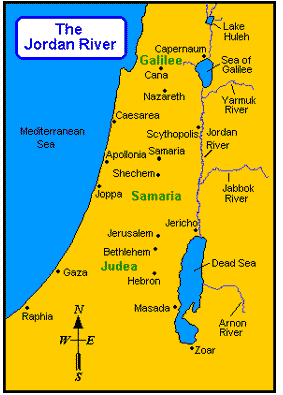 The
Jordan River
Lake
Huleh
Capernaum
Galilee
Sea of
Galilee
Cana
Nazareth
Yarmuk
River
Caesarea
Mediterranean
Sea
Scythopolis
Jordan
River
Apollonia
Samaria
Shechem
Jabbok
River
Joppa
Samaria
Jericho
Jerusalem
Bethlehem
Dead Sea
Judea
Gaza
Hebron
Masada
Raphia
Arnon
River
N
W
E
S
Zoar